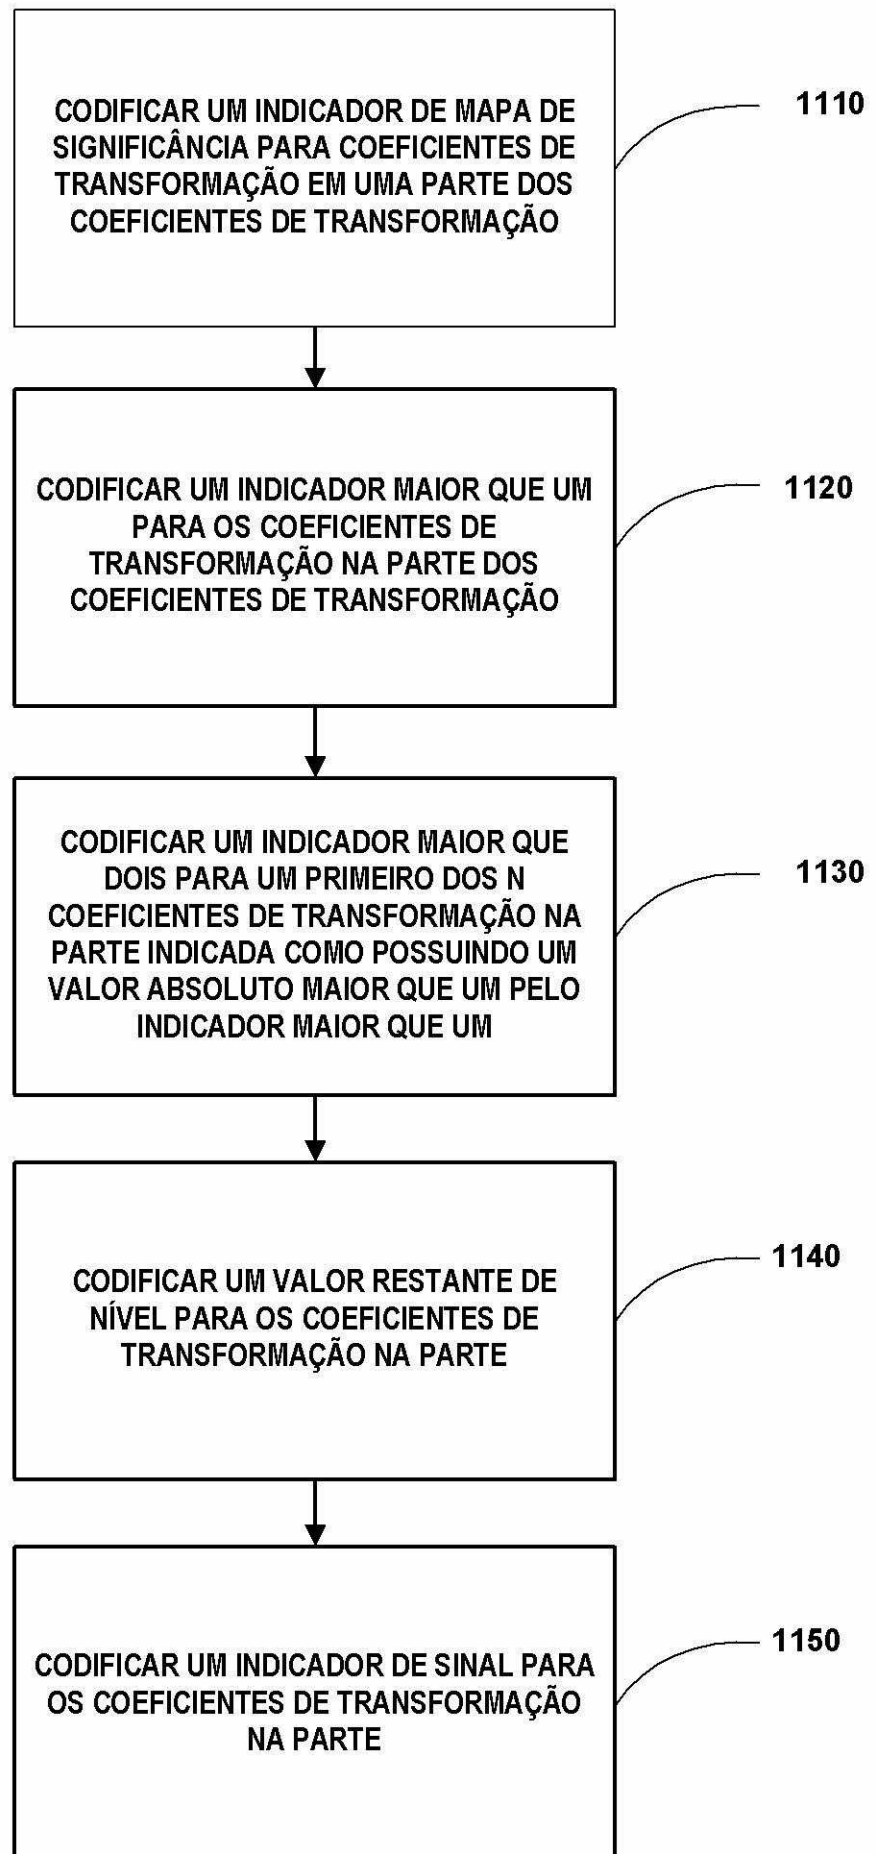 CODIFICAR UM INDICADOR DE MAPA DE
SIGNIFICÂNCIA PARA COEFICIENTES DE
TRANSFORMAÇÃO EM UMA PARTE DOS
COEFICIENTES DE TRANSFORMAÇÃO
1110
CODIFICAR UM INDICADOR MAIOR QUE UM
PARA OS COEFICIENTES DE
TRANSFORMAÇÃO NA PARTE DOS
COEFICIENTES DE TRANSFORMAÇÃO
1120
CODIFICAR UM INDICADOR MAIOR QUE
DOIS PARA UM PRIMEIRO DOS N
COEFICIENTES DE TRANSFORMAÇÃO NA
PARTE INDICADA COMO POSSUINDO UM
VALOR ABSOLUTO MAIOR QUE UM PELO
INDICADOR MAIOR QUE UM
1130
CODIFICAR UM VALOR RESTANTE DE
NÍVEL PARA OS COEFICIENTES DE
TRANSFORMAÇÃO NA PARTE
1140
CODIFICAR UM INDICADOR DE SINAL PARA
OS COEFICIENTES DE TRANSFORMAÇÃO
NA PARTE
1150